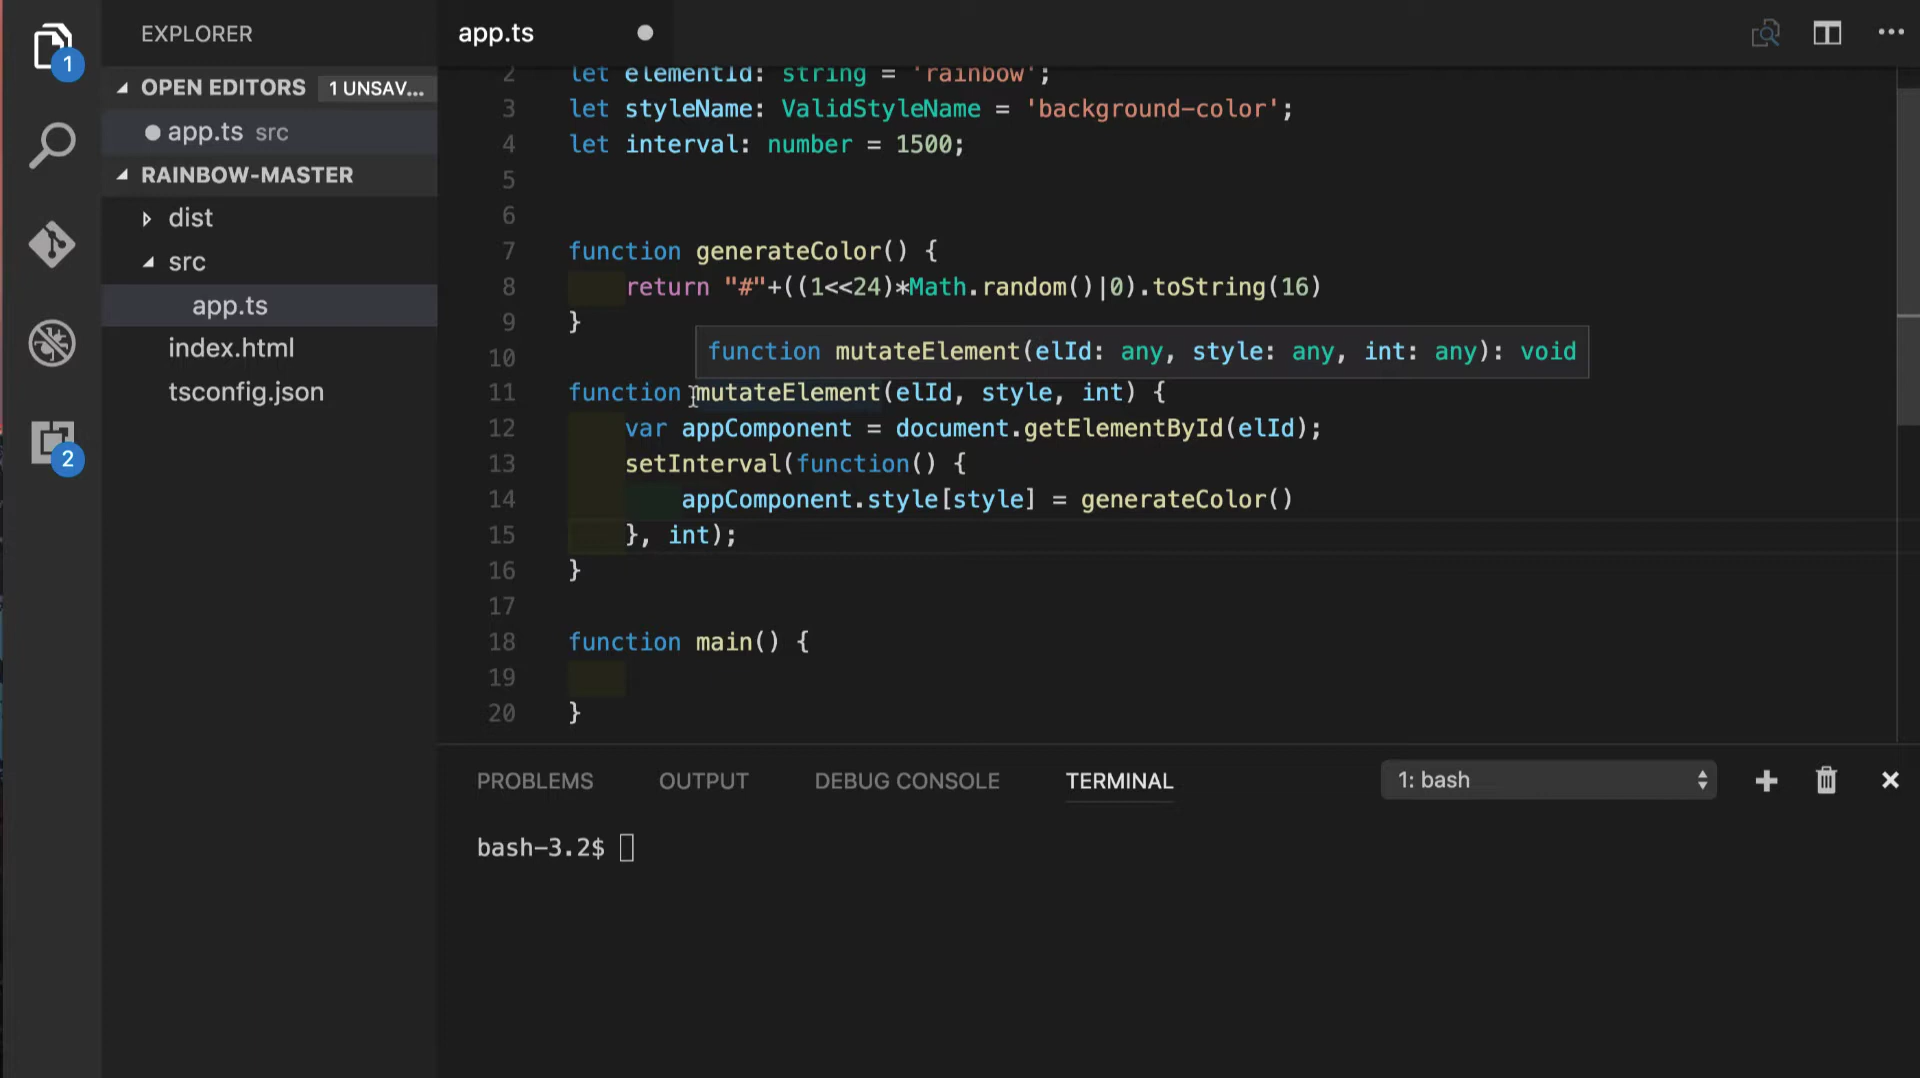 EXPLORER
1
OPEN EDITORS 1 UNSAV...
app.ts src
RAINBOW-MASTER
dist
src
app.ts
index.html
tsconfig.json
2
app.ts
2 let elementId: string = 'rainbow';
3 let styleName: ValidStyleName = 'background-color';
4 let interval: number = 1500;
5
6
7 function generateColor() {
8 return "#"+((1<<24)*Math.random()|0).toString(16)
9 }
function mutateElement(elId: any, style: any, int: any): void
10
11 function mutateElement(elId, style, int) {
12 var appComponent = document.getElementById(elId);
13 setInterval(function() {
14 appComponent.style[style] = generateColor()
15 }, int);
16 }
17
18 function main() {
19
20 }
PROBLEMS OUTPUT DEBUG CONSOLE TERMINAL 1: bash
bash-3.2$